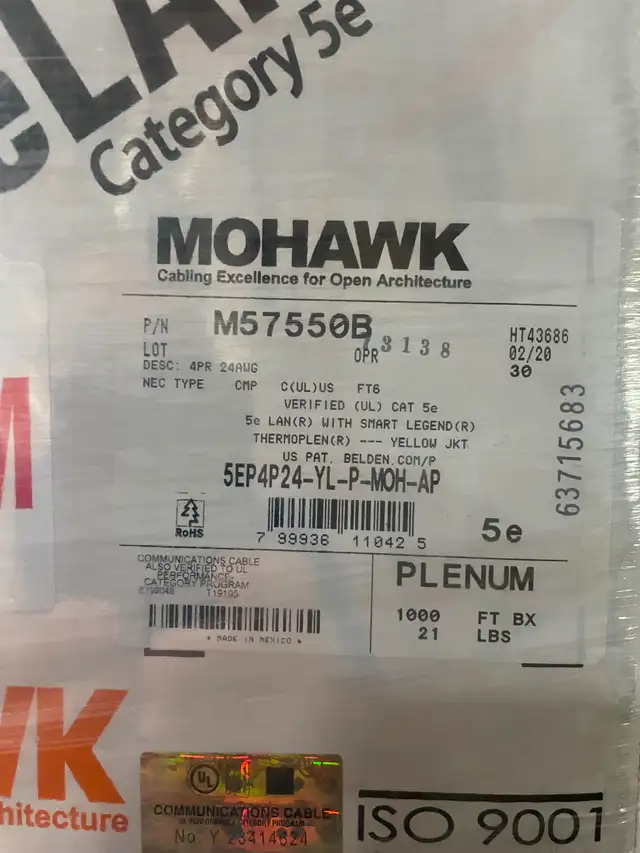 eLAN
Category 5e
MOHAWK
Cabling Excellence for Open Architecture
P/N M57550B
LOT OPR 73138 HT43686
02/20
DESC: 4PR 24AWG 30
NEC TYPE CMP C(UL)US FT6
VERIFIED (UL) CAT 5e
5e LAN(R) WITH SMART LEGEND(R)
THERMOPLEN(R) --- YELLOW JKT
US PAT. BELDEN.COM/P
5EP4P24-YL-P-MOH-AP
63715683
RoHS
7 99936 11042 5
5e
COMMUNICATIONS CABLE
ALSO VERIFIED TO UL
PERFORMANCE
CATEGORY PROGRAM
T19195
* MADE IN MEXICO *
PLENUM
1000 FT BX
21 LBS
M
WK
hitecture
UL
COMMUNICATIONS CABLE
No. Y 23414624
ISO 9001